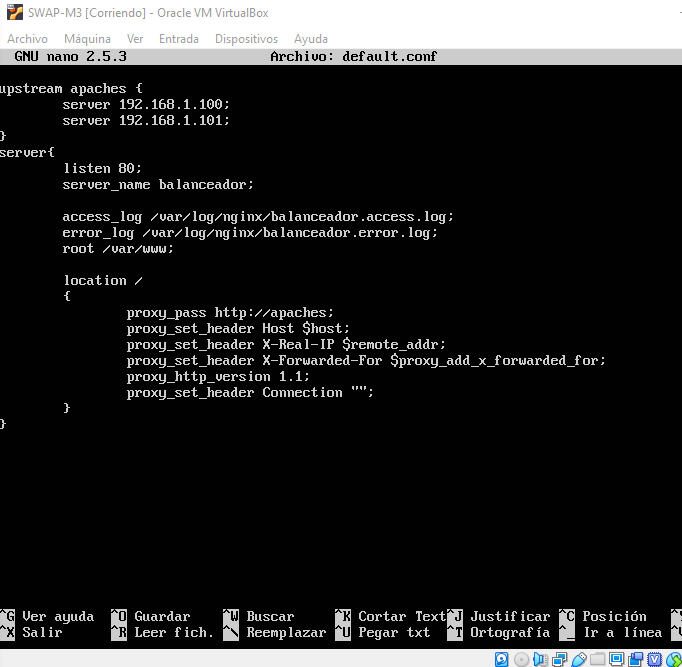 SWAP-M3 [Corriendo] - Oracle VM VirtualBox
Archivo Máquina Ver Entrada Dispositivos Ayuda
GNU nano 2.5.3 Archivo: default.conf
upstream apaches {
server 192.168.1.100;
server 192.168.1.101;
}
server{
listen 80;
server_name balanceador;
access_log /var/log/nginx/balanceador.access.log;
error_log /var/log/nginx/balanceador.error.log;
root /var/www;
location /
{
proxy_pass http://apaches;
proxy_set_header Host $host;
proxy_set_header X-Real-IP $remote_addr;
proxy_set_header X-Forwarded-For $proxy_add_x_forwarded_for;
proxy_http_version 1.1;
proxy_set_header Connection "";
}
}
^G Ver ayuda ^O Guardar ^W Buscar ^K Cortar Text ^J Justificar ^C Posición
^X Salir ^R Leer fich. ^\ Reemplazar ^U Pegar txt ^T Ortografía ^_ Ir a línea